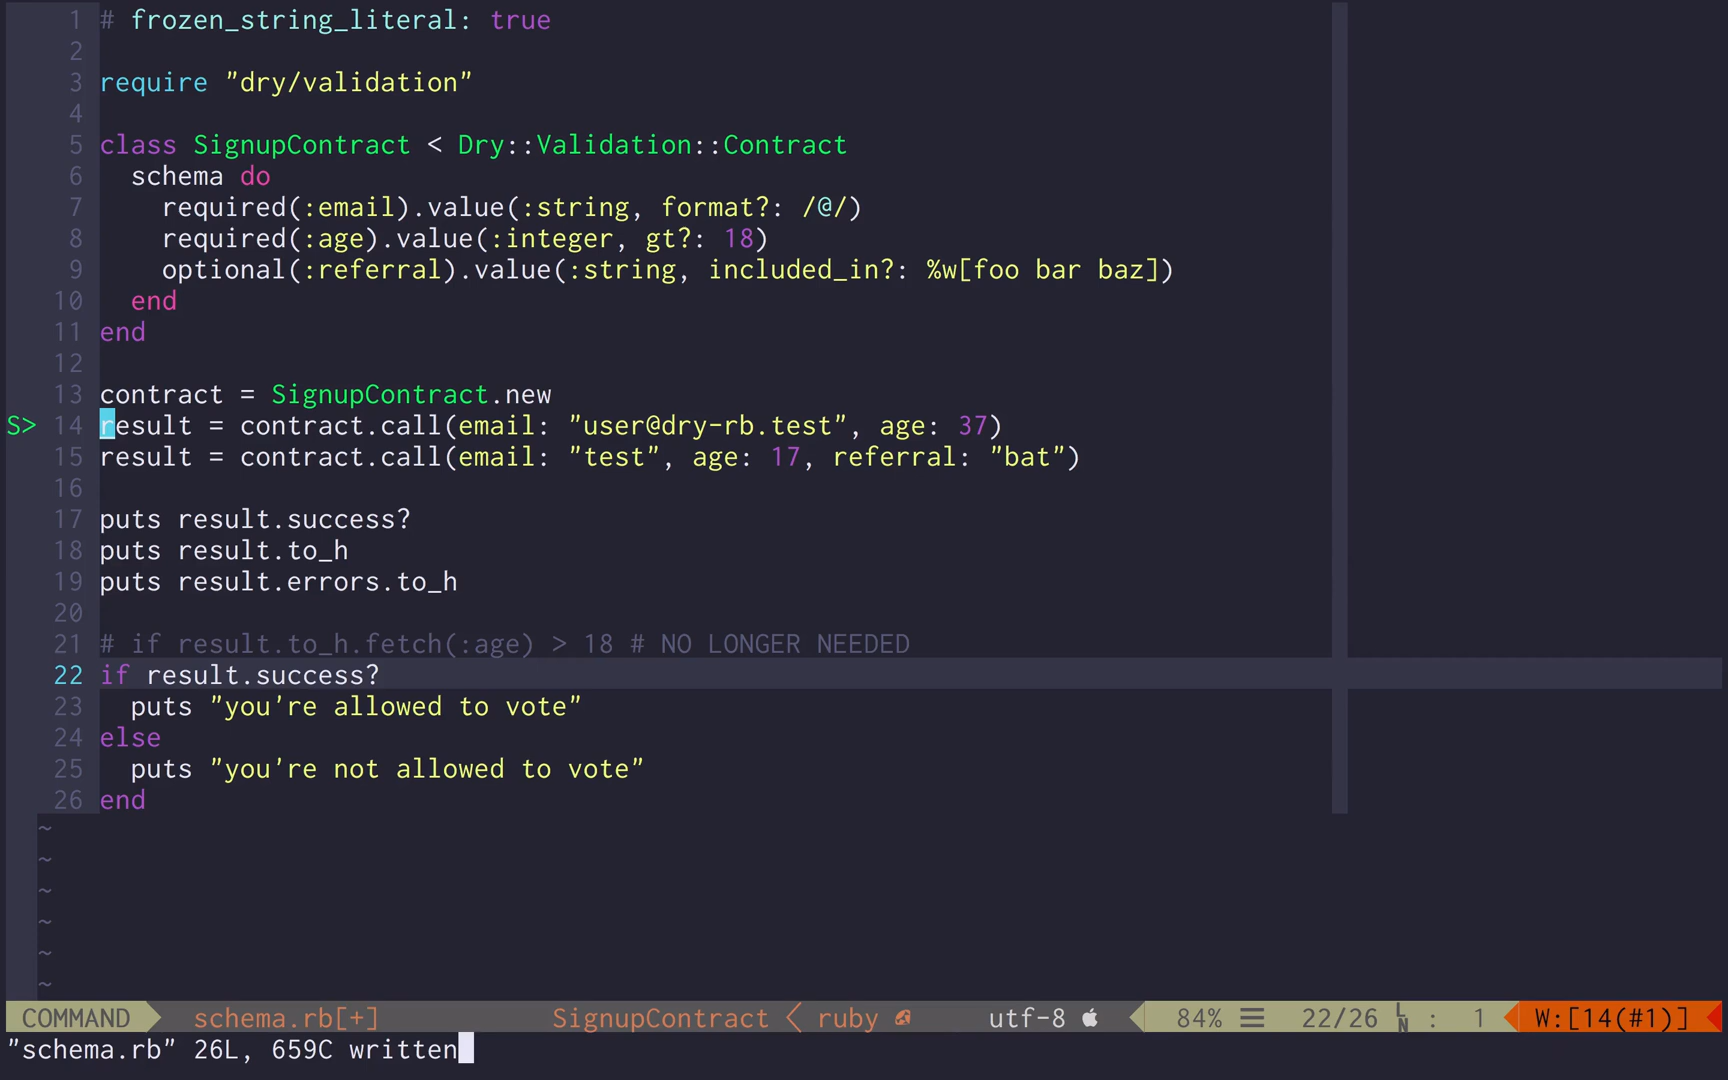 1 # frozen_string_literal: true
2
3 require "dry/validation"
4
5 class SignupContract < Dry::Validation::Contract
6   schema do
7     required(:email).value(:string, format?: /@/)
8     required(:age).value(:integer, gt?: 18)
9     optional(:referral).value(:string, included_in?: %w[foo bar baz])
10   end
11 end
12
13 contract = SignupContract.new
S> 14 result = contract.call(email: "user@dry-rb.test", age: 37)
15 result = contract.call(email: "test", age: 17, referral: "bat")
16
17 puts result.success?
18 puts result.to_h
19 puts result.errors.to_h
20
21 # if result.to_h.fetch(:age) > 18 # NO LONGER NEEDED
22 if result.success?
23   puts "you're allowed to vote"
24 else
25   puts "you're not allowed to vote"
26 end
~
~
~
~
~
~
COMMAND schema.rb[+] SignupContract < ruby utf-8 84% ☰ 22/26 LN : 1 W:[14(#1)]
"schema.rb" 26L, 659C written